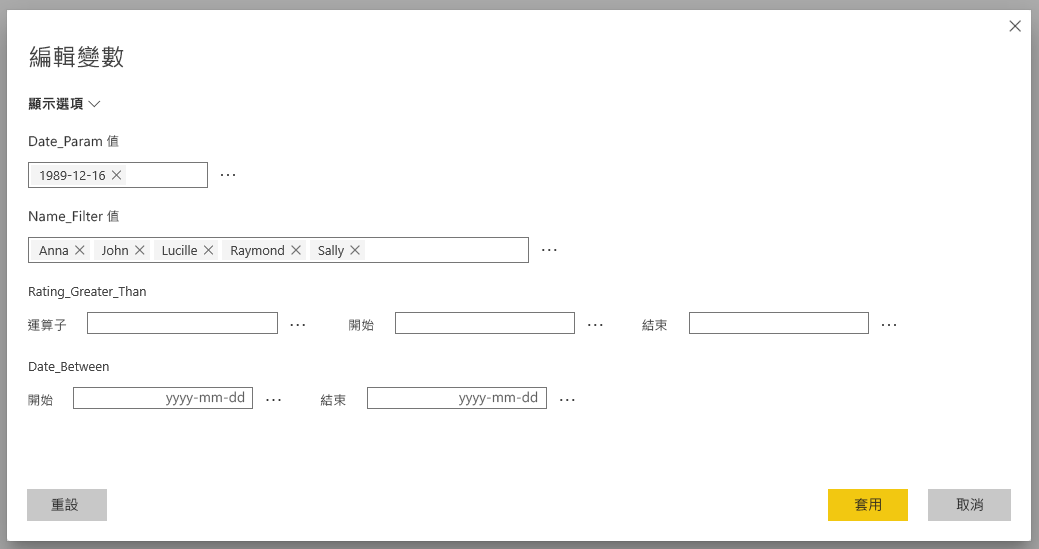 編輯變數
顯示選項
Date_Param 值
1989-12-16
...
Name_Filter 值
Anna John Lucille Raymond Sally
...
Rating_Greater_Than
運算子 ... 開始 ... 結束 ...
Date_Between
開始 yyyy-mm-dd ... 結束 yyyy-mm-dd ...
重設 套用 取消